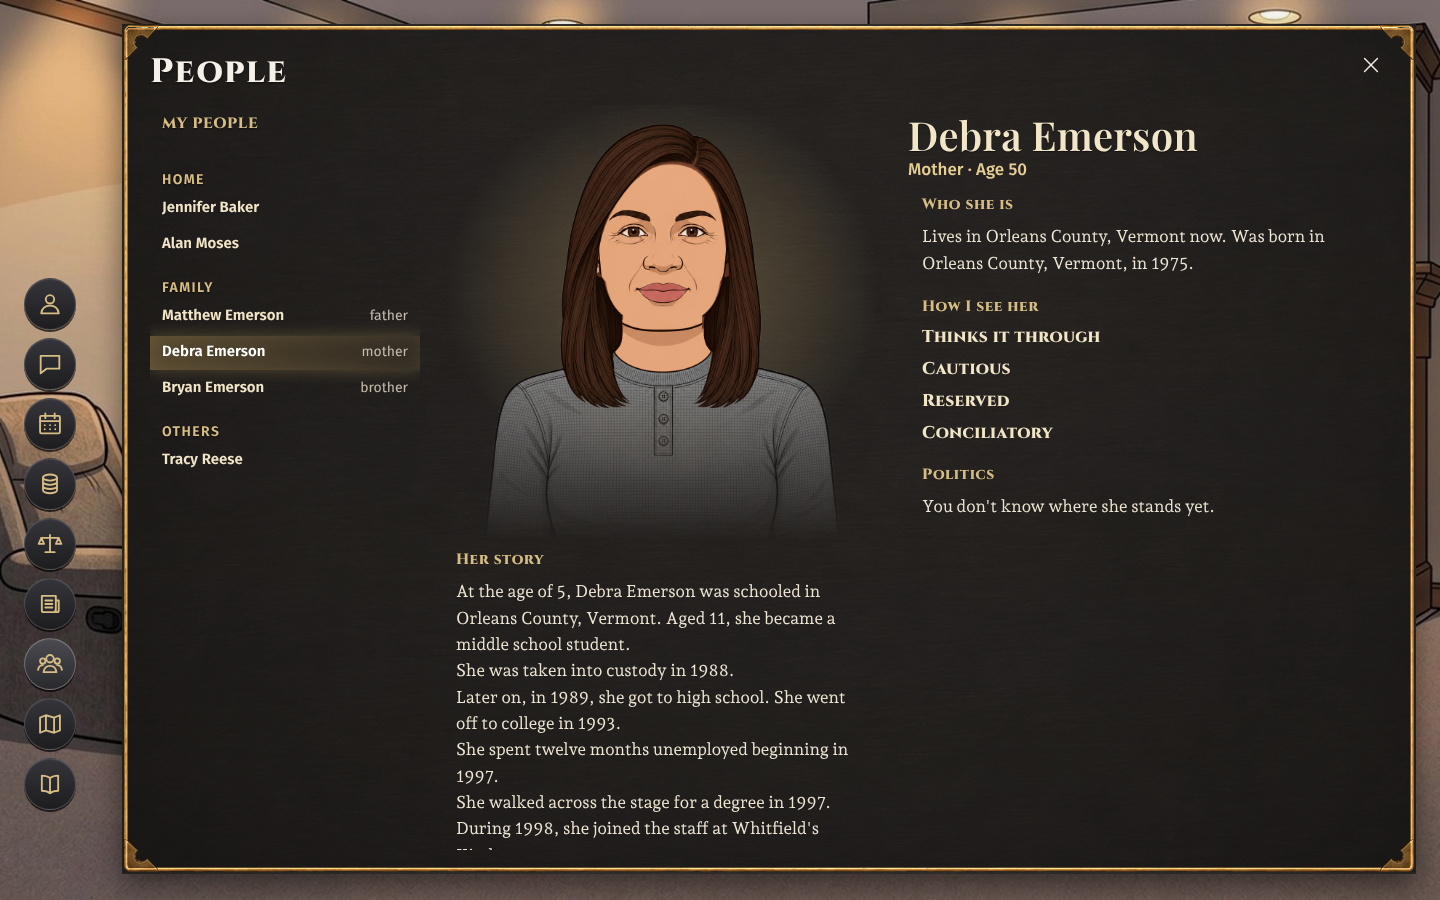 People
MY PEOPLE
HOME
Jennifer Baker
Alan Moses
FAMILY
Matthew Emerson father
Debra Emerson mother
Bryan Emerson brother
OTHERS
Tracy Reese
Her story
At the age of 5, Debra Emerson was schooled in
Orleans County, Vermont. Aged 11, she became a
middle school student.
She was taken into custody in 1988.
Later on, in 1989, she got to high school. She went
off to college in 1993.
She spent twelve months unemployed beginning in
1997.
She walked across the stage for a degree in 1997.
During 1998, she joined the staff at Whitfield's
Debra Emerson
Mother · Age 50
Who she is
Lives in Orleans County, Vermont now. Was born in
Orleans County, Vermont, in 1975.
How I see her
Thinks it through
Cautious
Reserved
Conciliatory
Politics
You don't know where she stands yet.